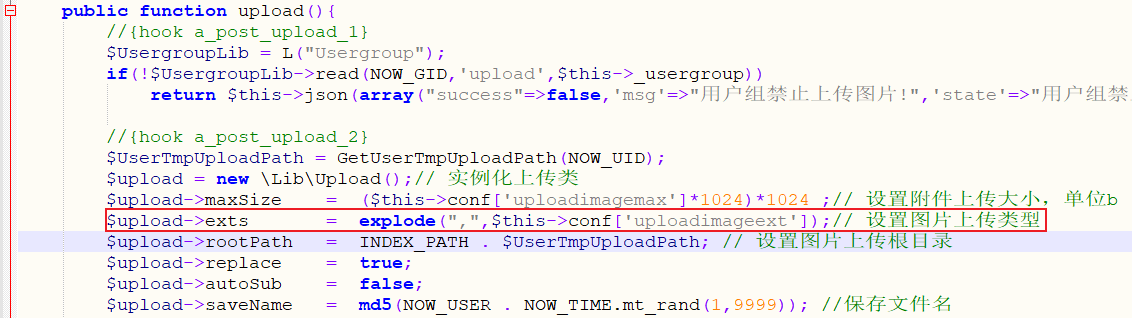 public function upload(){
//{hook a_post_upload_1}
$UsergroupLib = L("Usergroup");
if(!$UsergroupLib->read(NOW_GID,'upload',$this->_usergroup))
return $this->json(array("success"=>false,'msg'=>"用户组禁止上传图片!",'state'=>"用户组禁
//{hook a_post_upload_2}
$UserTmpUploadPath = GetUserTmpUploadPath(NOW_UID);
$upload = new \Lib\Upload();// 实例化上传类
$upload->maxSize = ($this->conf['uploadimagemax']*1024)*1024 ;// 设置附件上传大小，单位b
$upload->exts = explode(",",$this->conf['uploadimageext']);// 设置图片上传类型
$upload->rootPath = INDEX_PATH . $UserTmpUploadPath; // 设置图片上传根目录
$upload->replace = true;
$upload->autoSub = false;
$upload->saveName = md5(NOW_USER . NOW_TIME.mt_rand(1,9999)); //保存文件名